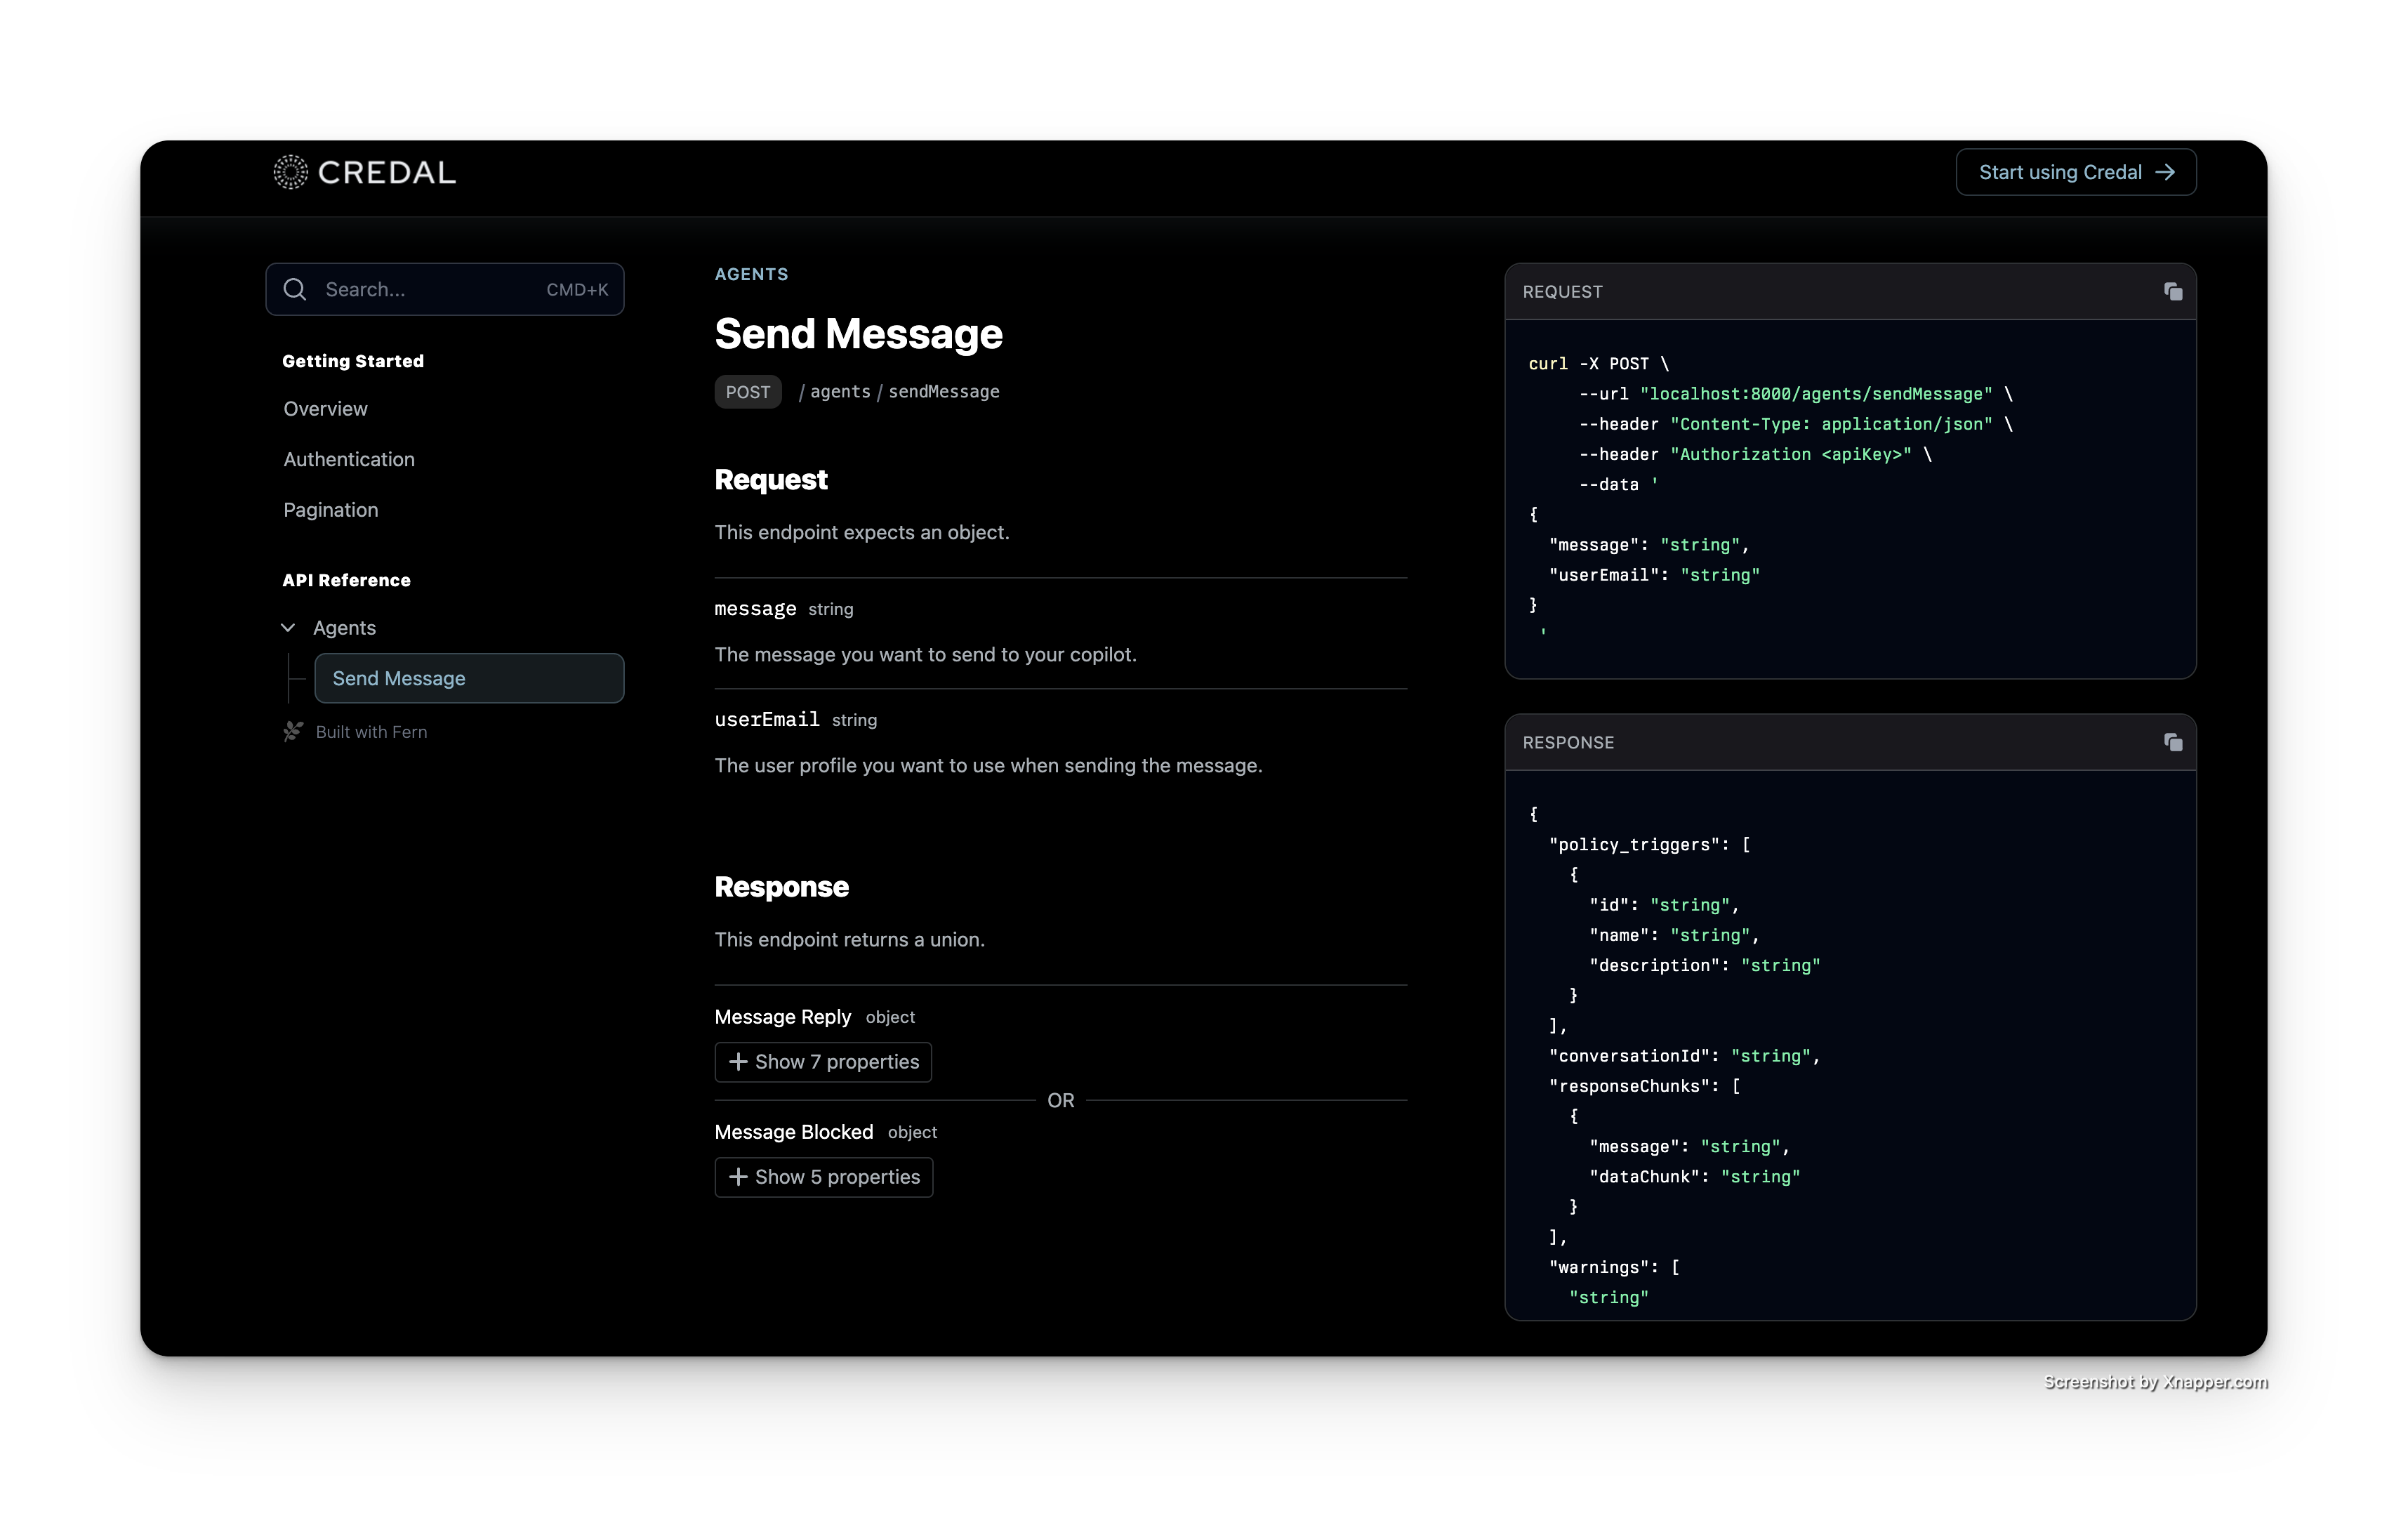 CREDAL
Start using Credal
Search...
CMD+K
Getting Started
Overview
Authentication
Pagination
API Reference
Agents
Send Message
Built with Fern
AGENTS
Send Message
POST / agents / sendMessage
Request
This endpoint expects an object.
message string
The message you want to send to your copilot.
userEmail string
The user profile you want to use when sending the message.
Response
This endpoint returns a union.
Message Reply object
Show 7 properties
OR
Message Blocked object
Show 5 properties
REQUEST
curl -X POST \
--url "localhost:8000/agents/sendMessage" \
--header "Content-Type: application/json" \
--header "Authorization <apiKey>" \
--data '
{
"message": "string",
"userEmail": "string"
}
'
RESPONSE
{
"policy_triggers": [
{
"id": "string",
"name": "string",
"description": "string"
}
],
"conversationId": "string",
"responseChunks": [
{
"message": "string",
"dataChunk": "string"
}
],
"warnings": [
"string"
Screenshot by Xnapper.com